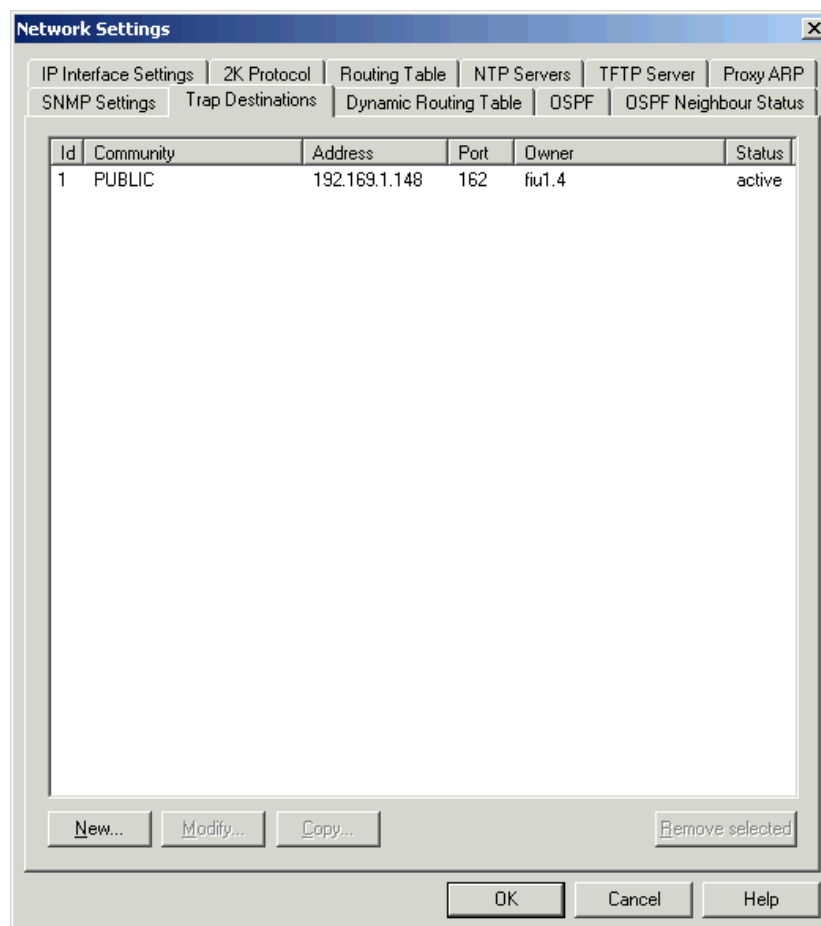 Network Settings
IP Interface Settings 2K Protocol Routing Table NTP Servers TFTP Server Proxy ARP
SNMP Settings Trap Destinations Dynamic Routing Table OSPF OSPF Neighbour Status
Id Community Address Port Owner Status
1 PUBLIC 192.169.1.148 162 fiu1.4 active
New... Modify... Copy... Remove selected
OK Cancel Help